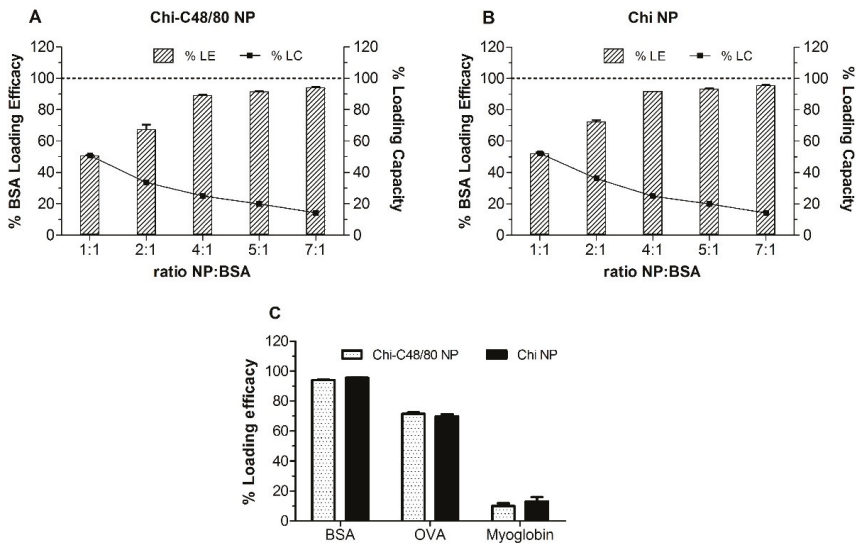 A
Chi-C48/80 NP
% LE
% LC
% BSA Loading Efficacy
120
100
80
60
40
20
0
% Loading Capacity
120
100
80
60
40
20
0
1:1 2:1 4:1 5:1 7:1
ratio NP:BSA
B
Chi NP
% LE
% LC
% BSA Loading Efficacy
120
100
80
60
40
20
0
% Loading Capacity
120
100
80
60
40
20
0
1:1 2:1 4:1 5:1 7:1
ratio NP:BSA
C
Chi-C48/80 NP
Chi NP
% Loading efficacy
120
100
80
60
40
20
0
BSA OVA Myoglobin